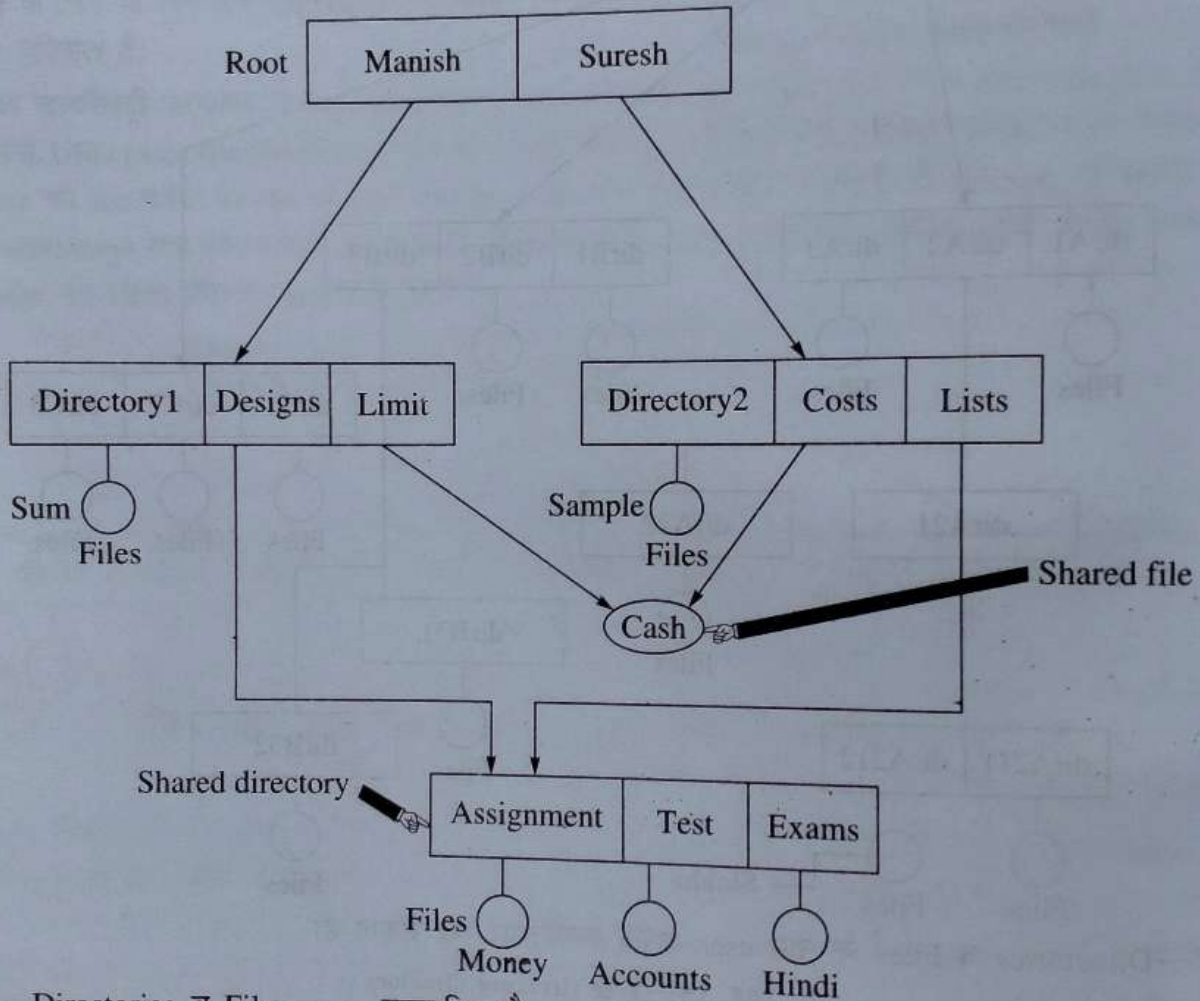 Root Manish Suresh
Directory1 Designs Limit Directory2 Costs Lists
Sum Sample
Files Files
Shared file
Cash
Shared directory
Assignment Test Exams
Files
Money Accounts Hindi
Directories